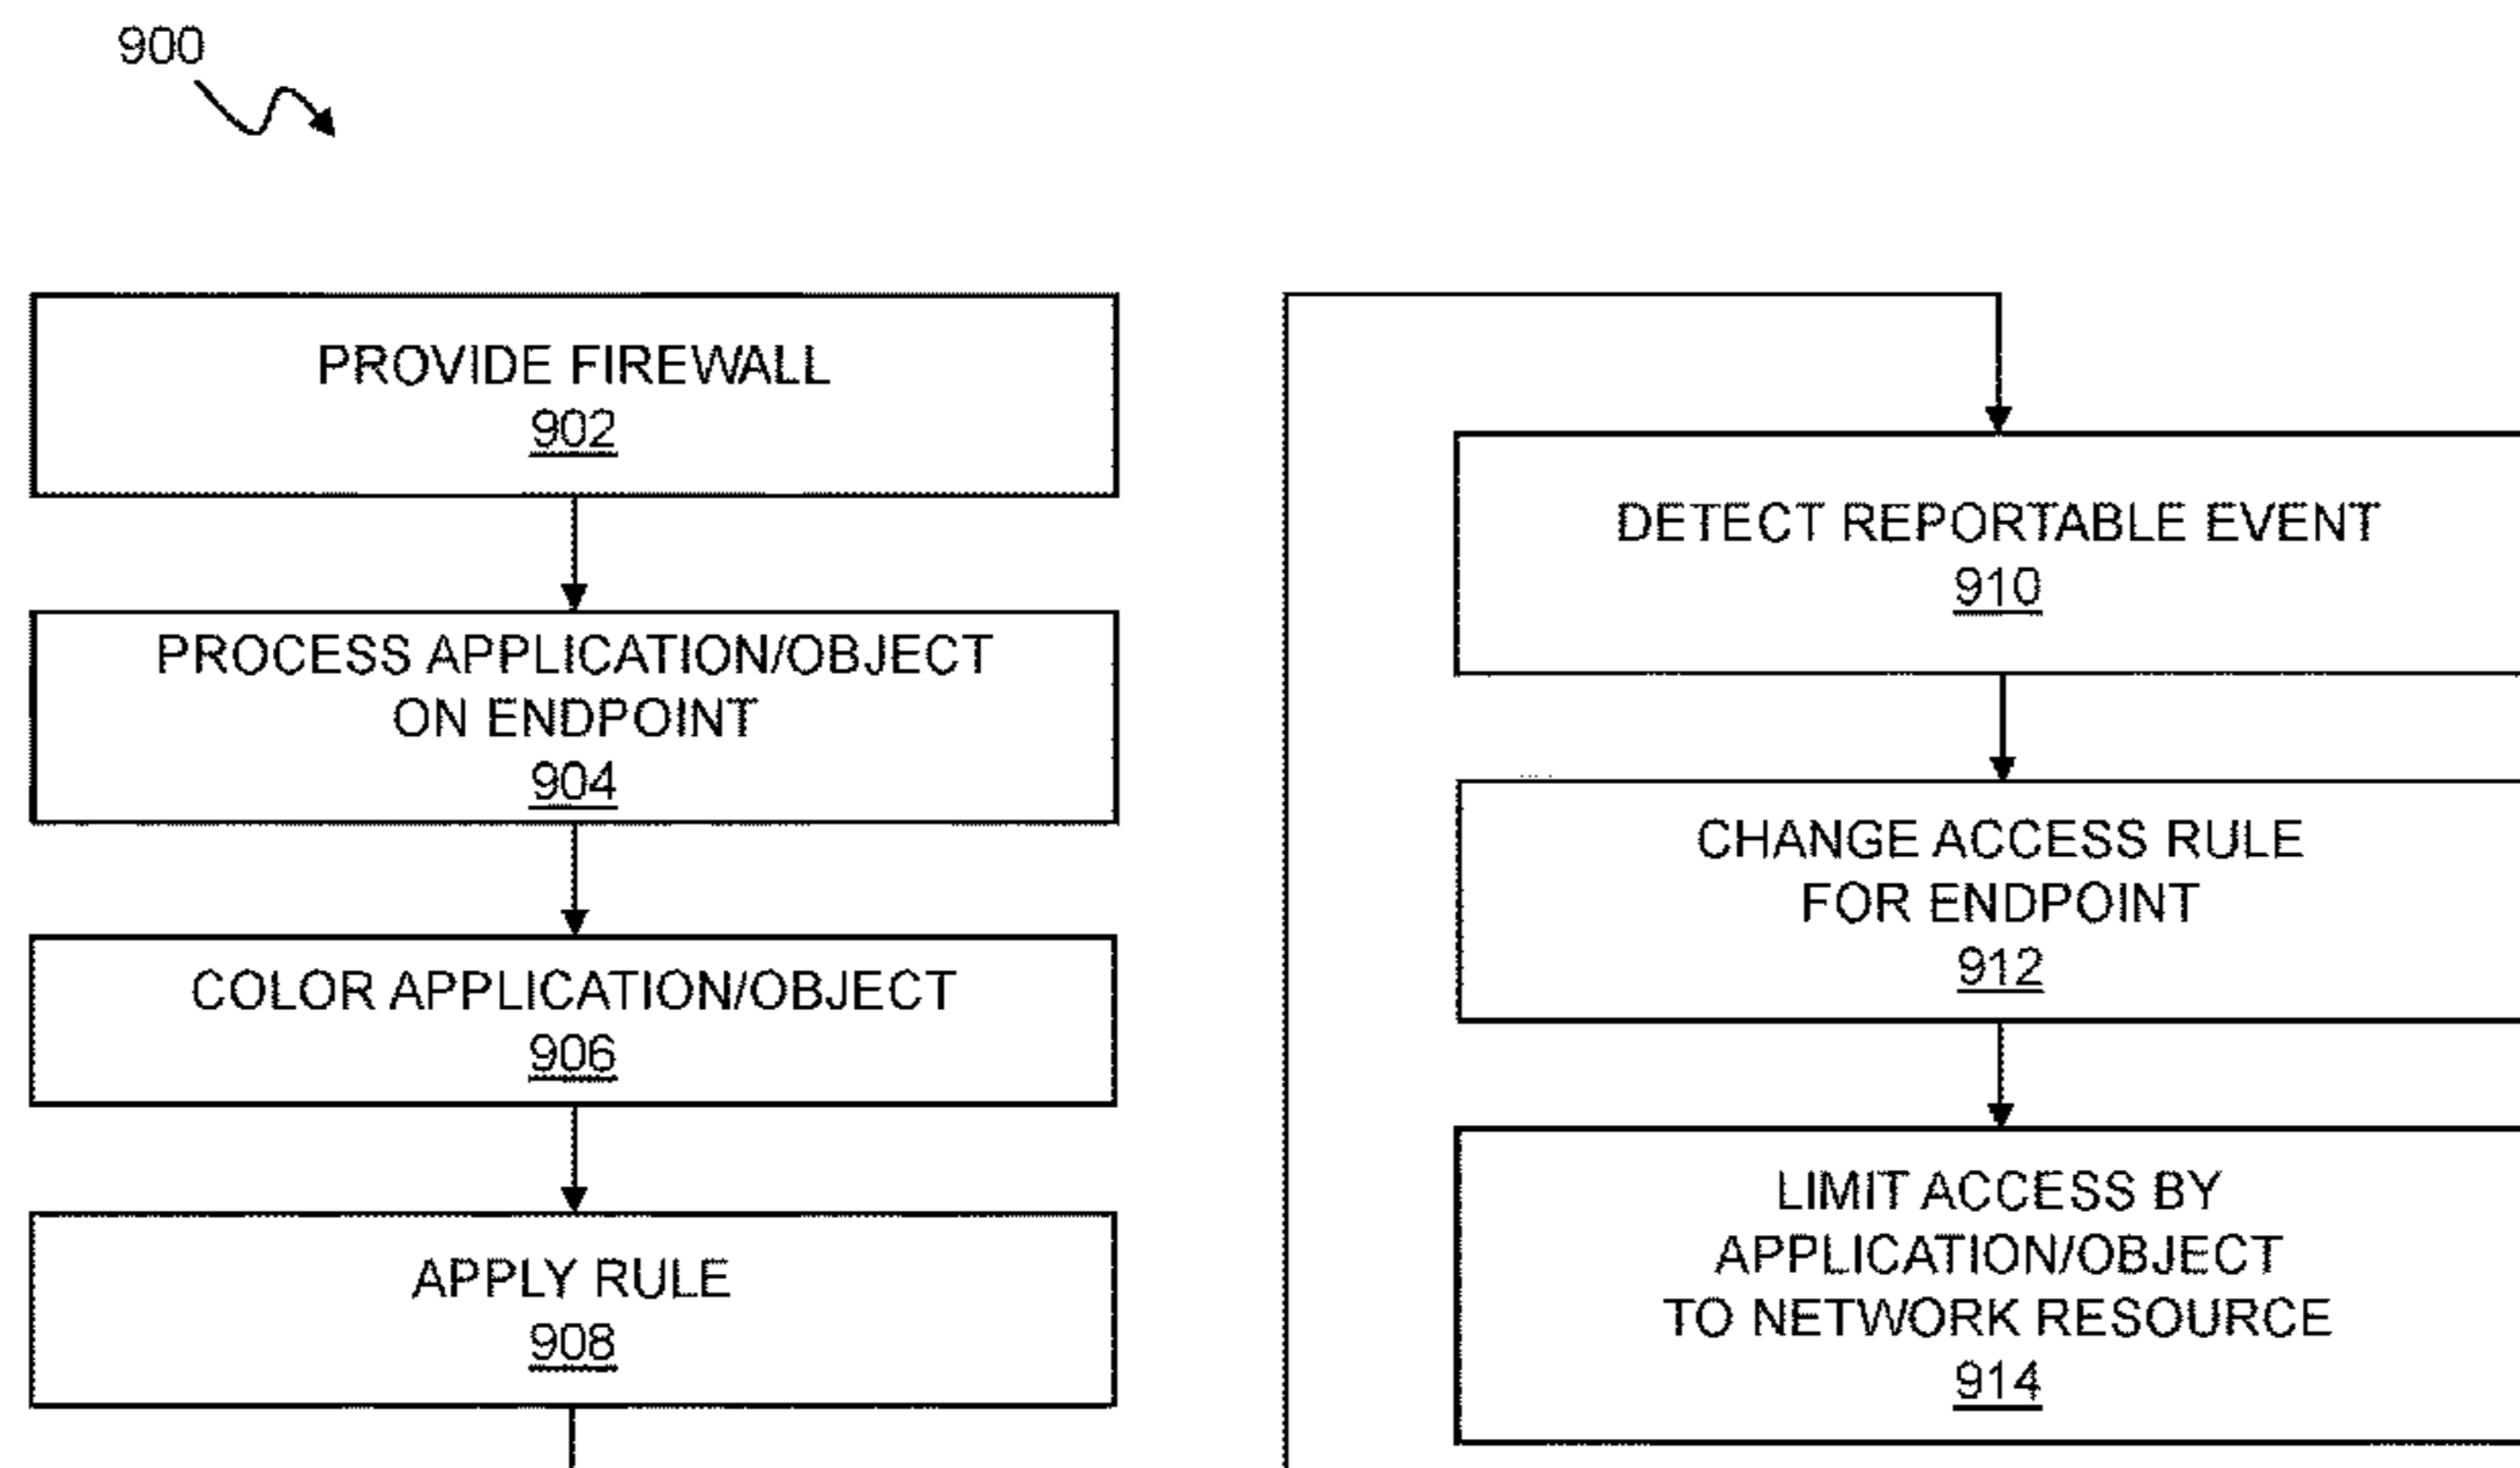 900
PROVIDE FIREWALL
902
PROCESS APPLICATION/OBJECT
ON ENDPOINT
904
COLOR APPLICATION/OBJECT
906
APPLY RULE
908
DETECT REPORTABLE EVENT
910
CHANGE ACCESS RULE
FOR ENDPOINT
912
LIMIT ACCESS BY
APPLICATION/OBJECT
TO NETWORK RESOURCE
914